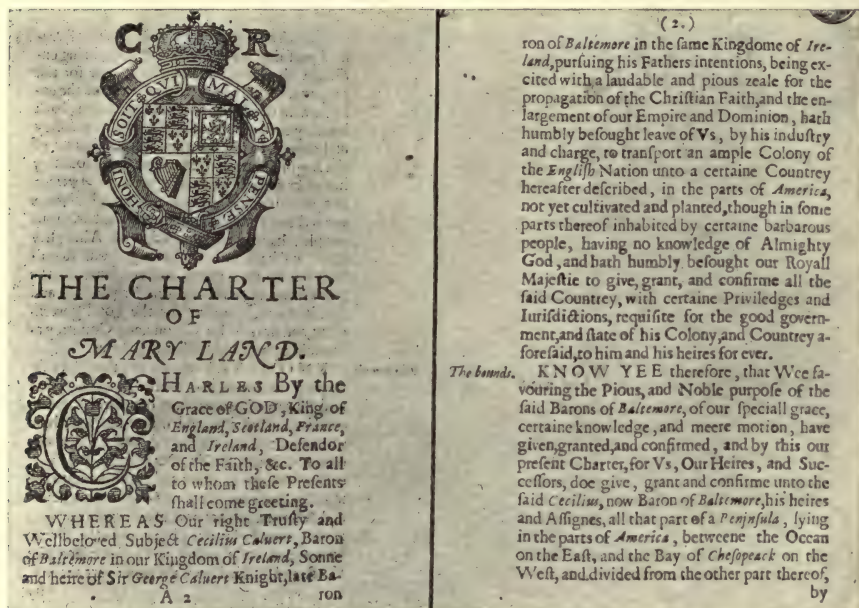 C R
HONI SOIT QVI MAL Y PENSE
THE CHARTER
OF
MARY LAND.
CHARLES By the
Grace of GOD, King of
England, Scotland, France,
and Ireland, Defendor
of the Faith, &c. To all
to whom these Presents
shall come greeting.
WHEREAS Our right Trusty and
Wellbeloved Subject Cecilius Calvert, Baron
of Baltemore in our Kingdom of Ireland, Sonne
and heire of Sir George Calvert Knight, late Ba-
A 2 ron
(2.)
ron of Baltemore in the ſame Kingdome of Ire-
land, purſuing his Fathers intentions, being ex-
cited with a laudable and pious zeale for the
propagation of the Chriſtian Faith, and the en-
largement of our Empire and Dominion, hath
humbly beſought leave of Vs, by his induſtry
and charge, to tranſport an ample Colony of
the Engliſh Nation unto a certaine Countrey
hereafter deſcribed, in the parts of America,
not yet cultivated and planted, though in ſome
parts thereof inhabited by certaine barbarous
people, having no knowledge of Almighty
God, and hath humbly beſought our Royall
Majeſtie to give, grant, and confirme all the
ſaid Countrey, with certaine Priviledges and
Iuriſdictions, requiſite for the good govern-
ment, and ſtate of his Colony, and Countrey a-
foreſaid, to him and his heires for ever.
The bounds. KNOW YEE therefore, that Wee fa-
vouring the Pious, and Noble purpoſe of the
ſaid Barons of Baltemore, of our ſpeciall grace,
certaine knowledge, and meere motion, have
given, granted, and confirmed, and by this our
preſent Charter, for Vs, Our Heires, and Suc-
ceſſors, doe give, grant and confirme unto the
ſaid Cecilius, now Baron of Baltemore, his heires
and Aſſignes, all that part of a Peninſula, lying
in the parts of America, betweene the Ocean
on the Eaſt, and the Bay of Cheſopeack on the
Weſt, and divided from the other part thereof,
by